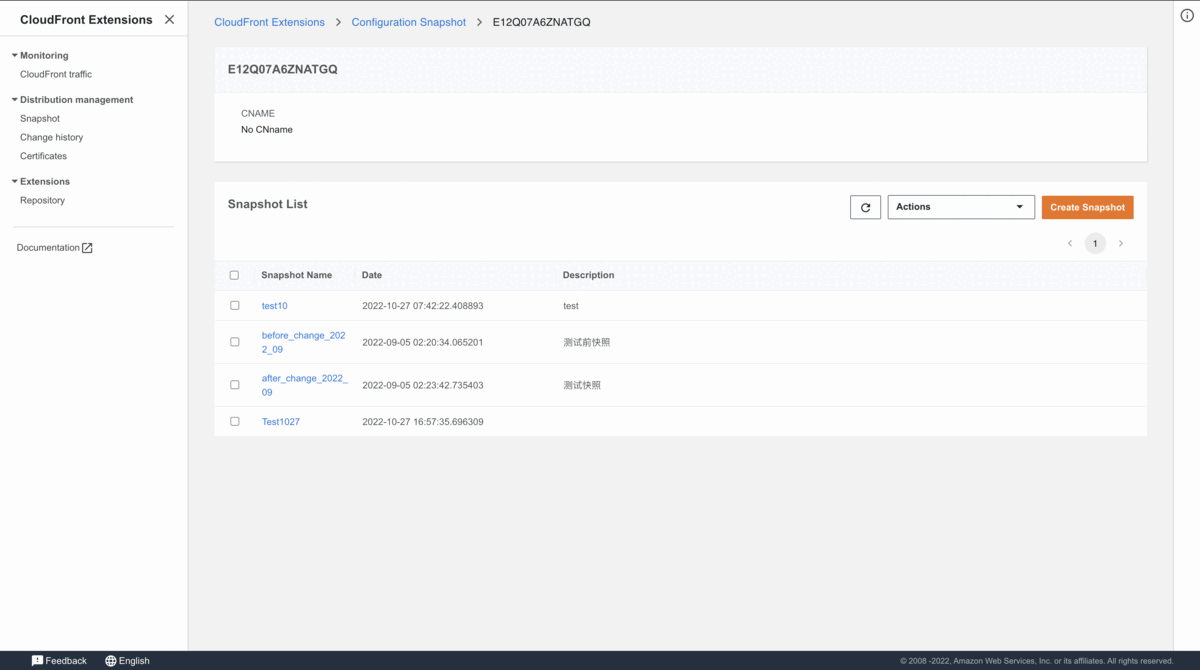 CloudFront Extensions
Monitoring
CloudFront traffic
Distribution management
Snapshot
Change history
Certificates
Extensions
Repository
Documentation
CloudFront Extensions > Configuration Snapshot > E12Q07A6ZNATGQ
E12Q07A6ZNATGQ
CNAME
No CNname
Snapshot List
Actions
Create Snapshot
1
Snapshot Name Date Description
test10 2022-10-27 07:42:22.408893 test
before_change_202
2_09 2022-09-05 02:20:34.065201 测试前快照
after_change_2022_
09 2022-09-05 02:23:42.735403 测试快照
Test1027 2022-10-27 16:57:35.696309
Feedback English © 2008 -2022, Amazon Web Services, Inc. or its affiliates. All rights reserved.